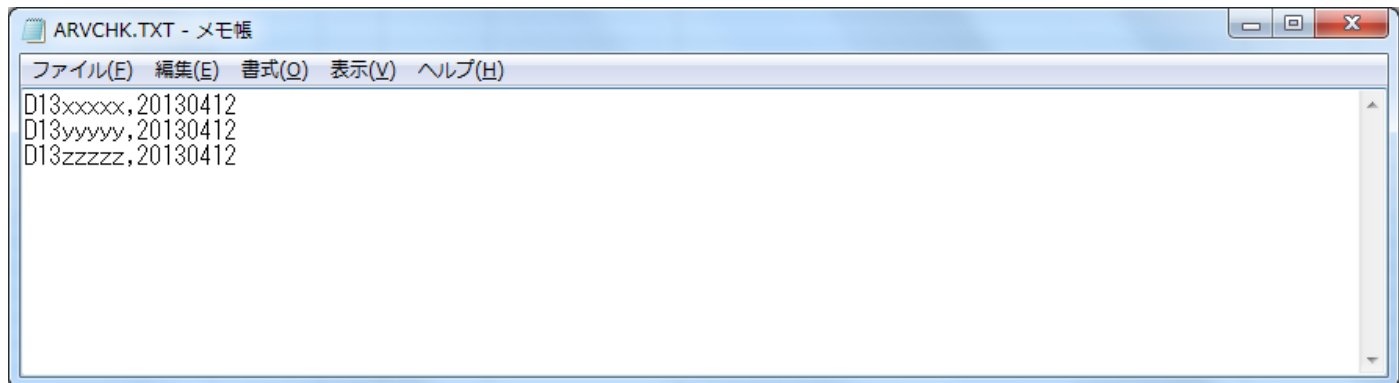 ARVCHK.TXT - メモ帳
ファイル(F) 編集(E) 書式(O) 表示(V) ヘルプ(H)
D13xxxxx,20130412
D13yyyyy,20130412
D13zzzzz,20130412